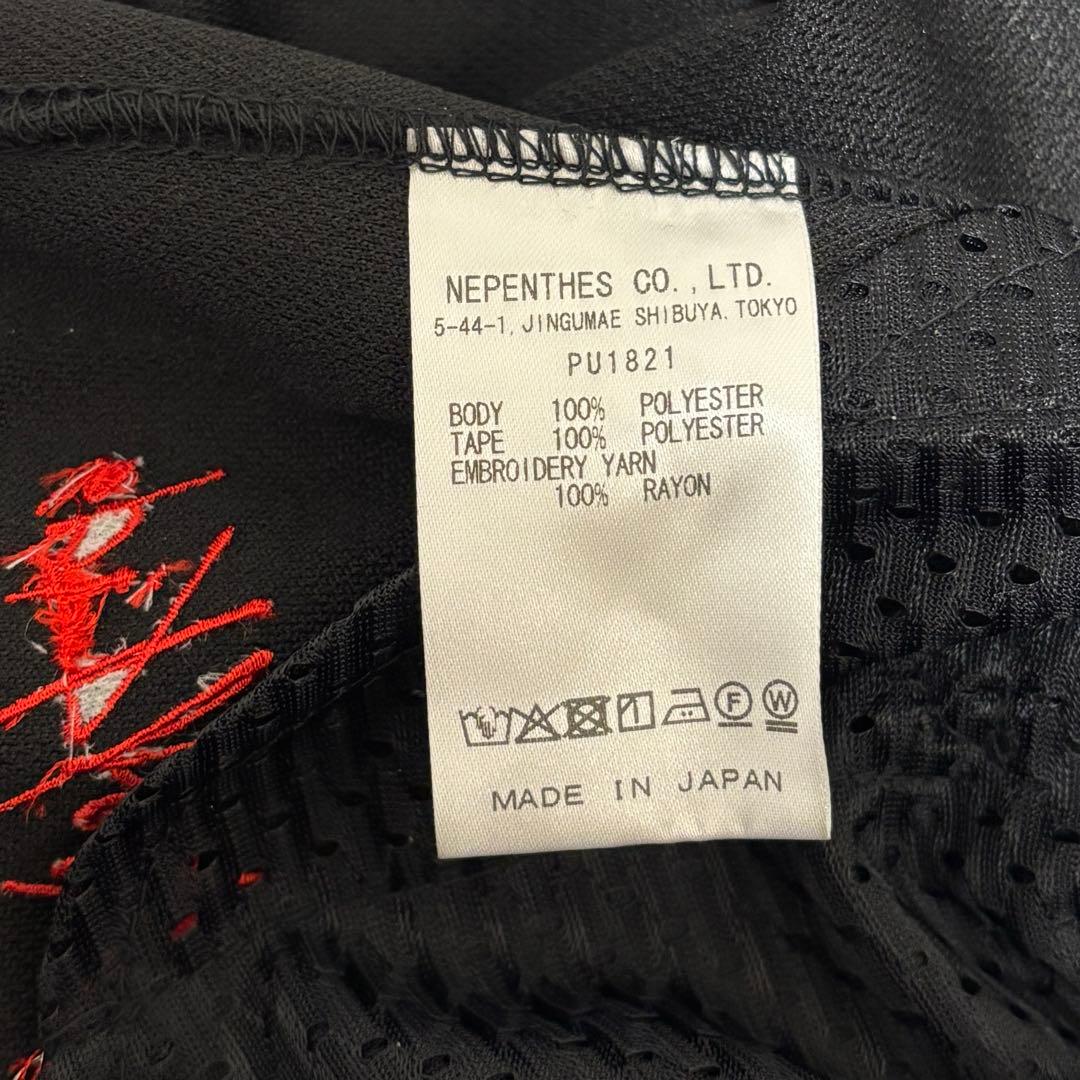 NEPENTHES CO., LTD.
5-44-1, JINGUMAE SHIBUYA. TOKYO
PU1821
BODY 100% POLYESTER
TAPE 100% POLYESTER
EMBROIDERY YARN
100% RAYON
F W
MADE IN JAPAN